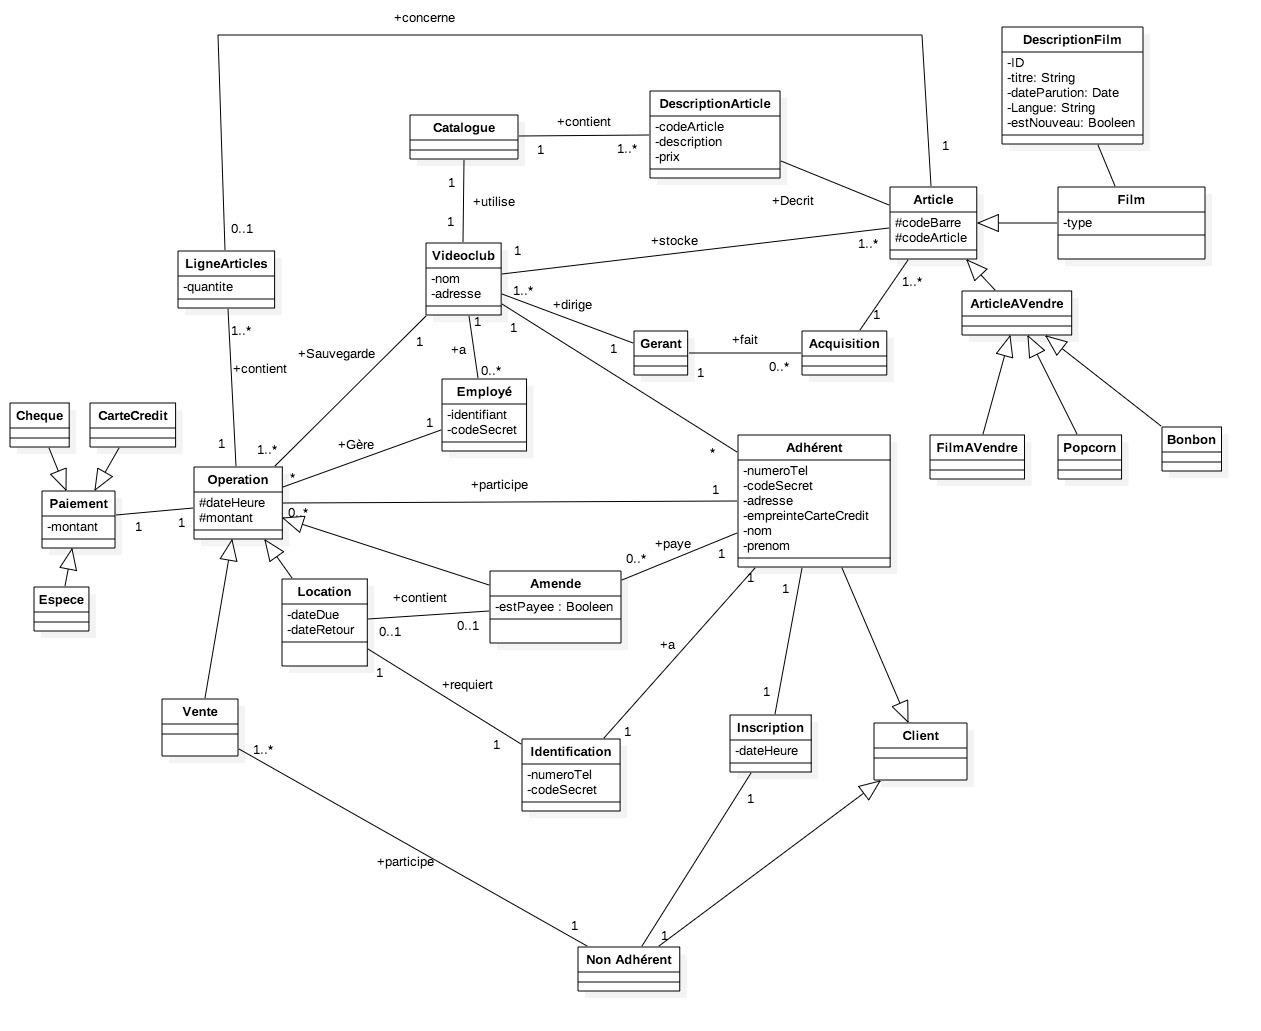 +concerne
DescriptionFilm
-ID
-titre: String
-dateParution: Date
-Langue: String
-estNouveau: Booleen
DescriptionArticle
-codeArticle
-description
-prix
Catalogue
+contient
1
1..*
1
1
+utilise
1
+Decrit
Article
#codeBarre
#codeArticle
Film
-type
0..1
LigneArticles
-quantite
Videoclub
-nom
-adresse
1
+stocke
1..*
1..*
+dirige
1
1..*
1
ArticleAVendre
Gerant
+fait
1
0..*
Acquisition
1..*
+contient
1
+Sauvegarde
1
1..*
1
+a
0..*
1
Employé
-identifiant
-codeSecret
1
+Gère
*
Cheque
CarteCredit
FilmAVendre
Popcorn
Bonbon
*
Adhérent
-numeroTel
-codeSecret
-adresse
-empreinteCarteCredit
-nom
-prenom
Paiement
-montant
1
1
Operation
#dateHeure
#montant
+participe
0..*
1
Espece
Location
-dateDue
-dateRetour
+contient
0..1
0..1
Amende
-estPayee : Booleen
0..*
+paye
1
1
1
+a
1
+requiert
1
1
Vente
1..*
Identification
-numeroTel
-codeSecret
1
Inscription
-dateHeure
1
Client
+participe
1
1
Non Adhérent